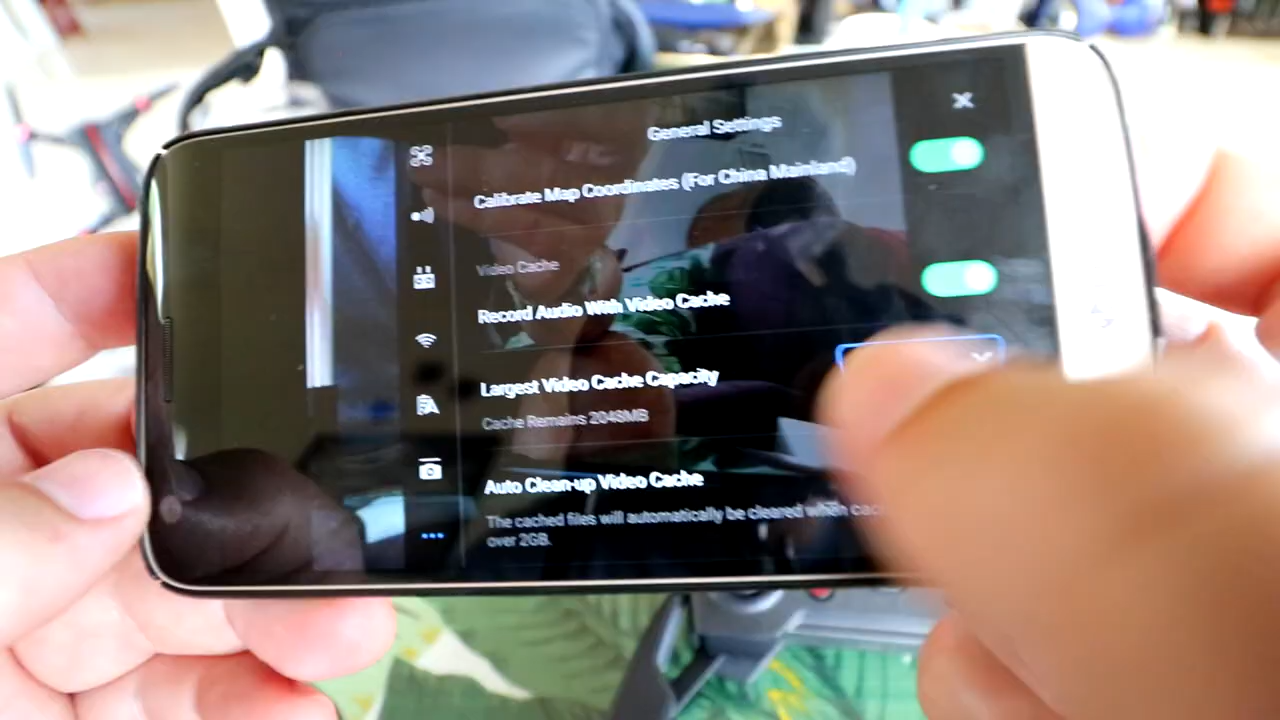 General Settings
Calibrate Map Coordinates (For China Mainland)
Video Cache
Record Audio With Video Cache
Largest Video Cache Capacity
Cache Remains 2048MB
Auto Clean-up Video Cache
The cached files will automatically be cleared when
over 2GB.